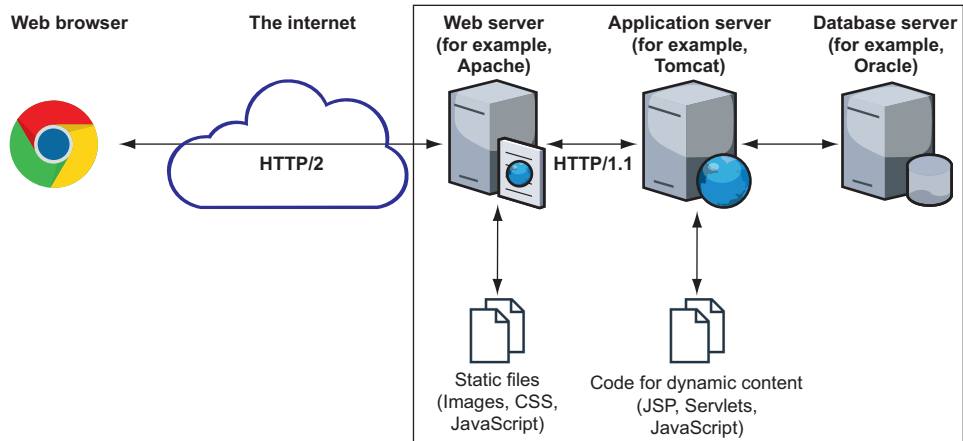 Web browser
The internet
Web server
(for example,
Apache)
Application server
(for example,
Tomcat)
Database server
(for example,
Oracle)
HTTP/2
HTTP/1.1
Static files
(Images, CSS,
JavaScript)
Code for dynamic content
(JSP, Servlets,
JavaScript)